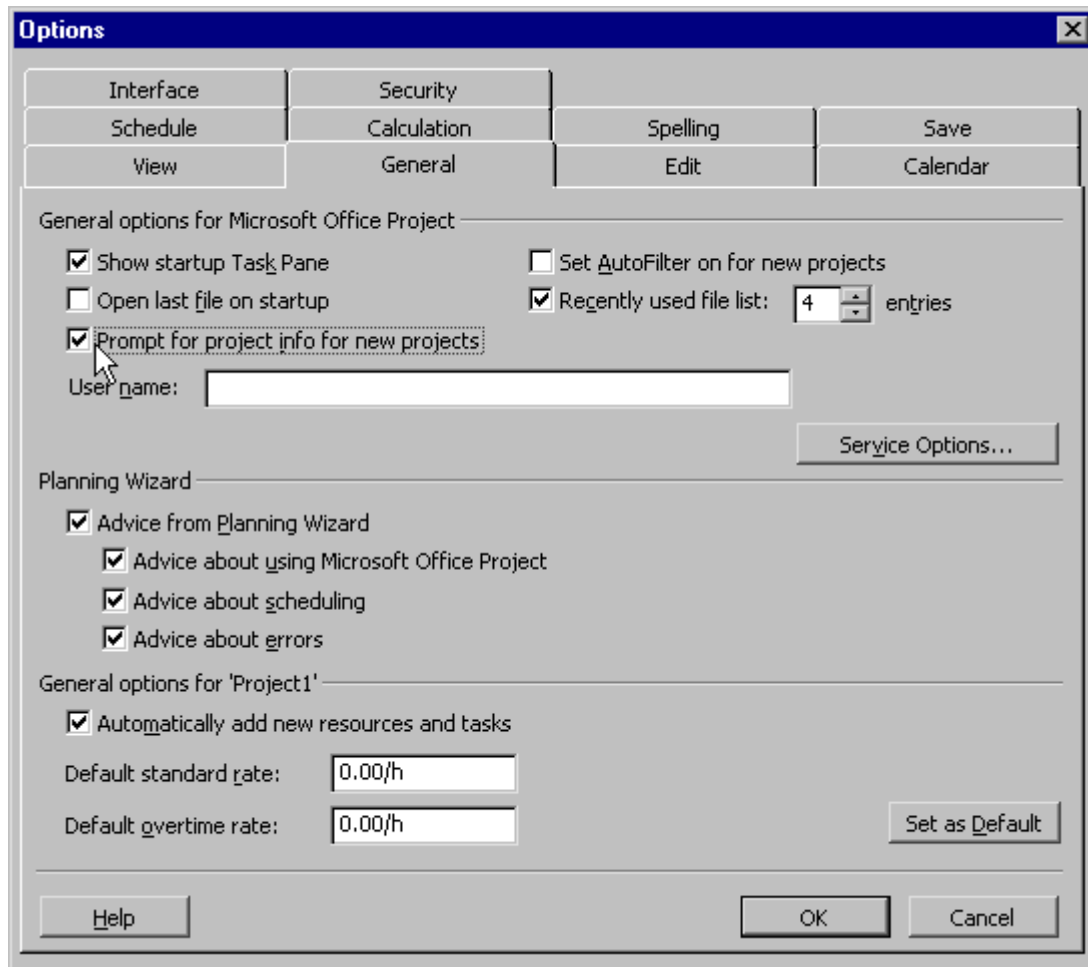 Options
Interface Security
Schedule Calculation Spelling Save
View General Edit Calendar
General options for Microsoft Office Project
Show startup Task Pane Set AutoFilter on for new projects
Open last file on startup Recently used file list: 4 entries
Prompt for project info for new projects
User name:
Service Options...
Planning Wizard
Advice from Planning Wizard
Advice about using Microsoft Office Project
Advice about scheduling
Advice about errors
General options for 'Project1'
Automatically add new resources and tasks
Default standard rate: 0.00/h
Default overtime rate: 0.00/h Set as Default
Help OK Cancel